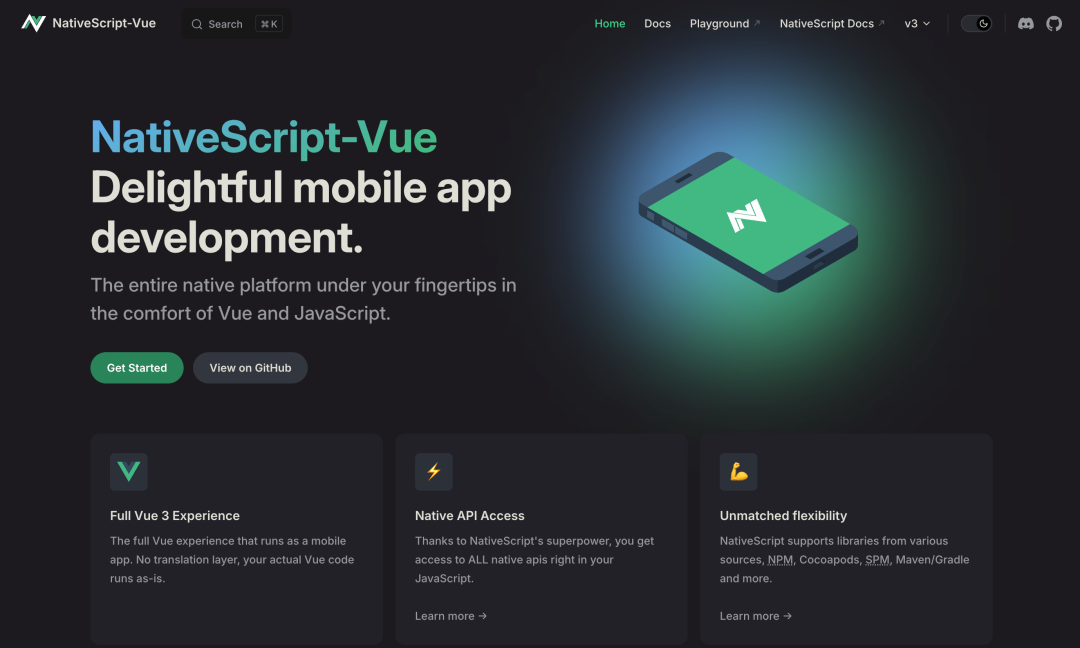 NativeScript-Vue
Search
⌘ K
Home
Docs
Playground
NativeScript Docs
v3
NativeScript-Vue
Delightful mobile app
development.
The entire native platform under your fingertips in
the comfort of Vue and JavaScript.
Get Started
View on GitHub
Full Vue 3 Experience
The full Vue experience that runs as a mobile
app. No translation layer, your actual Vue code
runs as-is.
Native API Access
Thanks to NativeScript's superpower, you get
access to ALL native apis right in your
JavaScript.
Learn more →
Unmatched flexibility
NativeScript supports libraries from various
sources, NPM, Cocoapods, SPM, Maven/Gradle
and more.
Learn more →